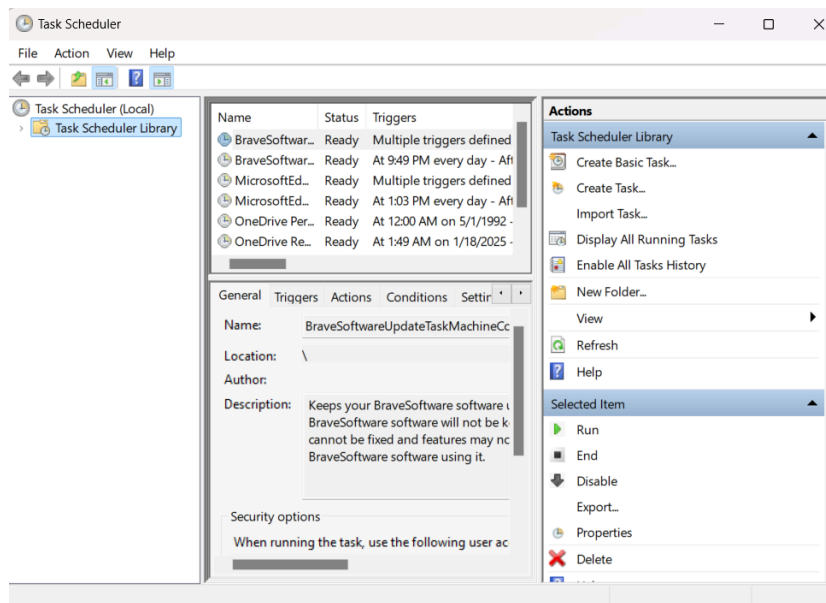 Task Scheduler
File Action View Help
Task Scheduler (Local)
Task Scheduler Library
Name Status Triggers
BraveSoftwar... Ready Multiple triggers defined
BraveSoftwar... Ready At 9:49 PM every day - Aft
MicrosoftEd... Ready Multiple triggers defined
MicrosoftEd... Ready At 1:03 PM every day - Aft
OneDrive Per... Ready At 12:00 AM on 5/1/1992 -
OneDrive Re... Ready At 1:49 AM on 1/18/2025 -
General Triggers Actions Conditions Settin
Name: BraveSoftwareUpdateTaskMachineCo
Location: \
Author:
Description: Keeps your BraveSoftware software u
BraveSoftware software will not be k
cannot be fixed and features may no
BraveSoftware software using it.
Security options
When running the task, use the following user ac
Actions
Task Scheduler Library
Create Basic Task...
Create Task...
Import Task...
Display All Running Tasks
Enable All Tasks History
New Folder...
View
Refresh
Help
Selected Item
Run
End
Disable
Export...
Properties
Delete